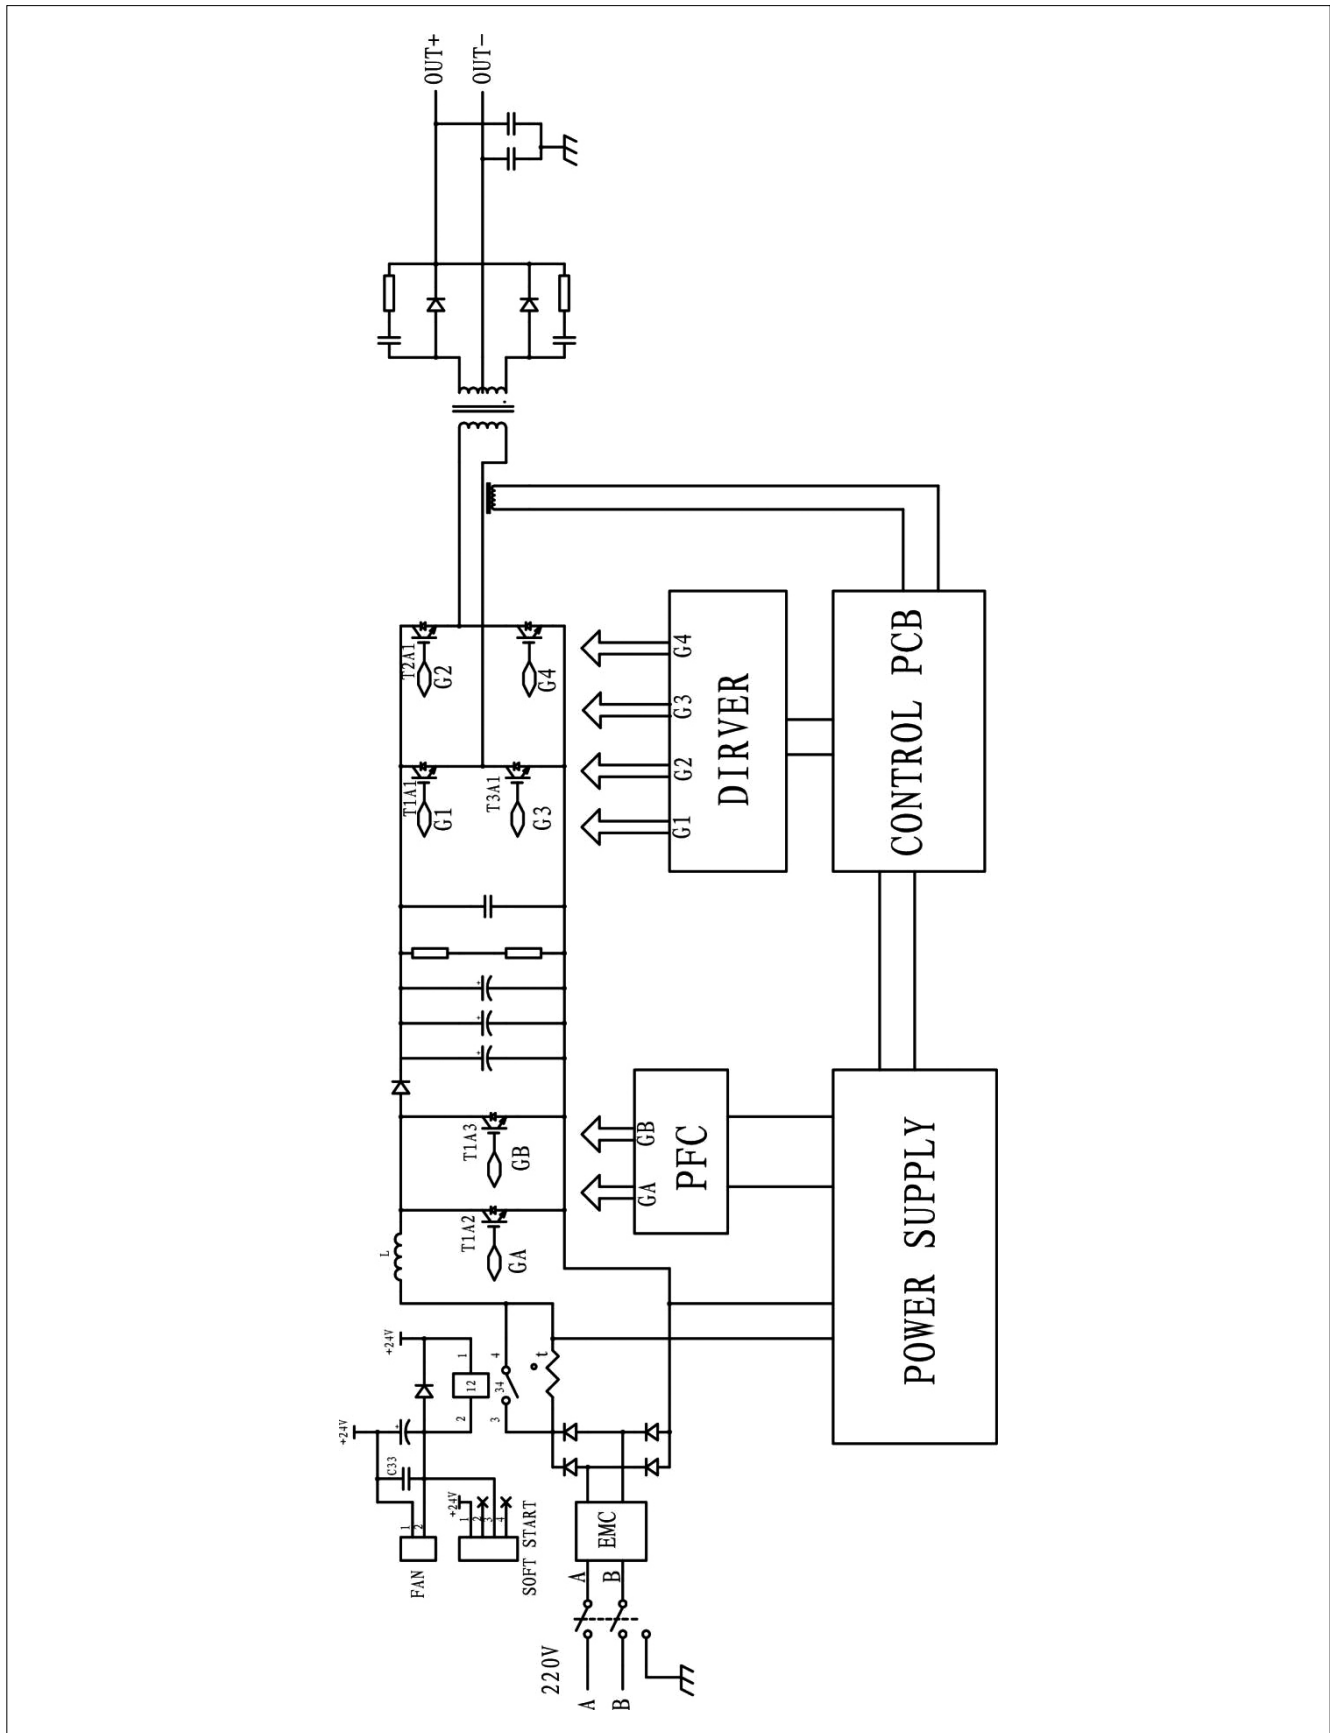 OUT+
OUT-
T2A1
G2
G4
T1A1
G1
T3A1
G3
G1
G2
G3
G4
DIRVER
CONTROL PCB
T1A3
GB
T1A2
GA
L
GA
GB
PFC
POWER SUPPLY
+24V
+24V
1
12
2
4
34
3
t
C33
+24V
1
2
FAN
1
2
3
4
SOFT START
EMC
A
B
220V
A
B